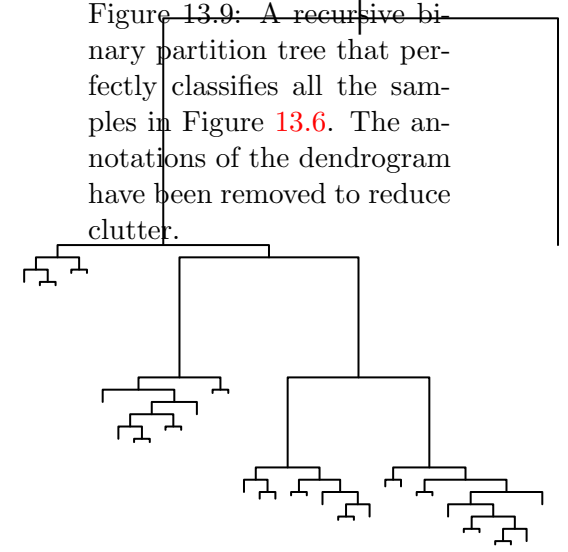 Figure 13.9: A recursive bi-
nary partition tree that per-
fectly classifies all the sam-
ples in Figure 13.6. The an-
notations of the dendrogram
have been removed to reduce
clutter.